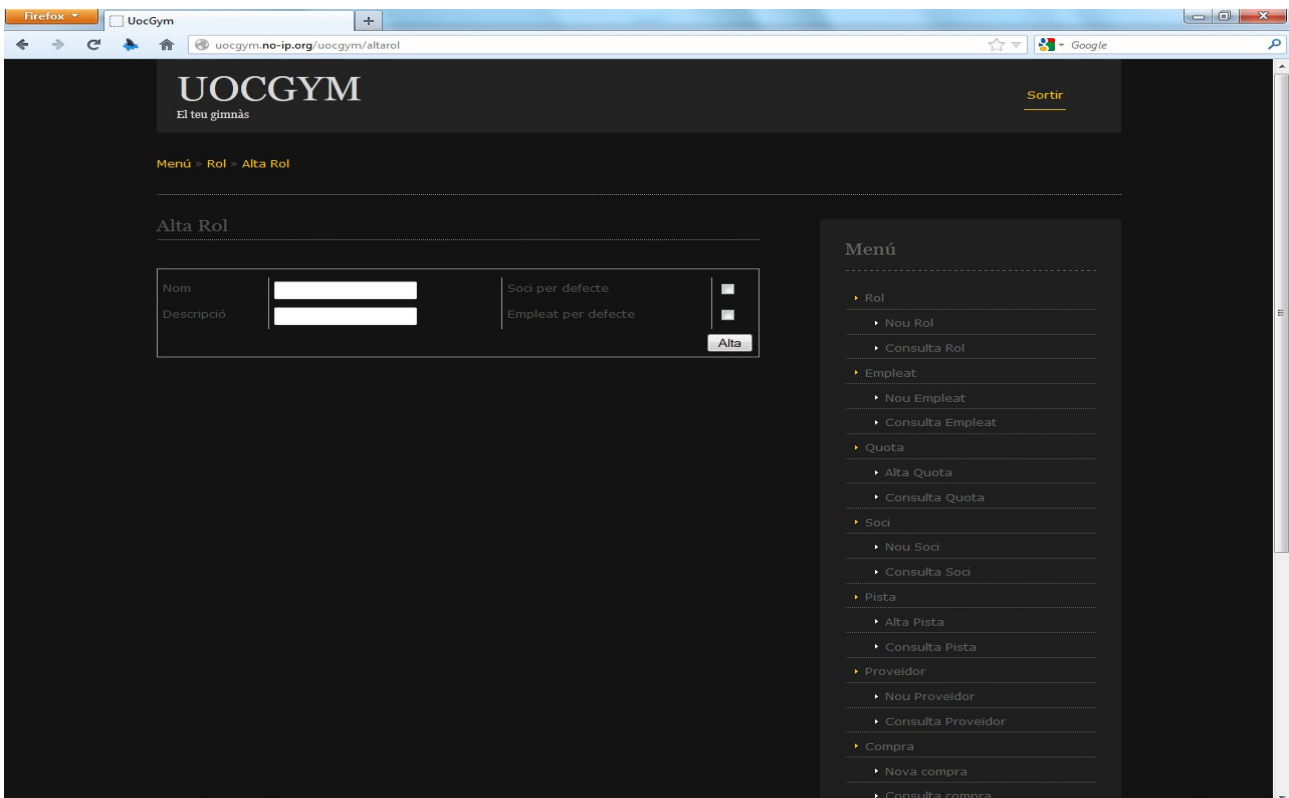 Firefox
UocGym
uocgym.no-ip.org/uocgym/altarol
Google
UOCGYM
El teu gimnàs
Sortir
Menú » Rol » Alta Rol
Alta Rol
Nom
Soci per defecte
Descripció
Empleat per defecte
Alta
Menú
Rol
Nou Rol
Consulta Rol
Empleat
Nou Empleat
Consulta Empleat
Quota
Alta Quota
Consulta Quota
Soci
Nou Soci
Consulta Soci
Pista
Alta Pista
Consulta Pista
Proveïdor
Nou Proveïdor
Consulta Proveïdor
Compra
Nova compra
Consulta compra